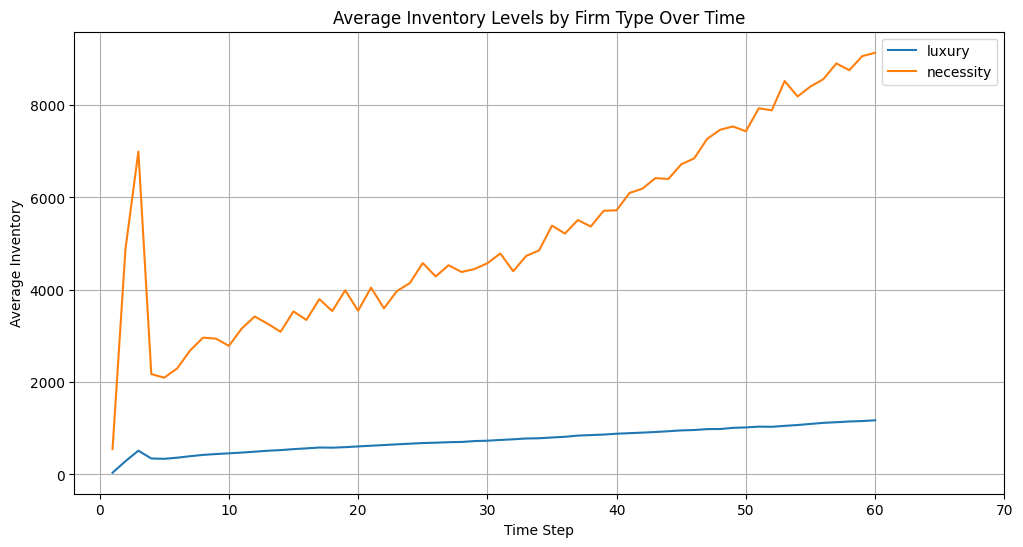 Average Inventory Levels by Firm Type Over Time
luxury
necessity
Average Inventory
8000
6000
4000
2000
0
0 10 20 30 40 50 60 70
Time Step